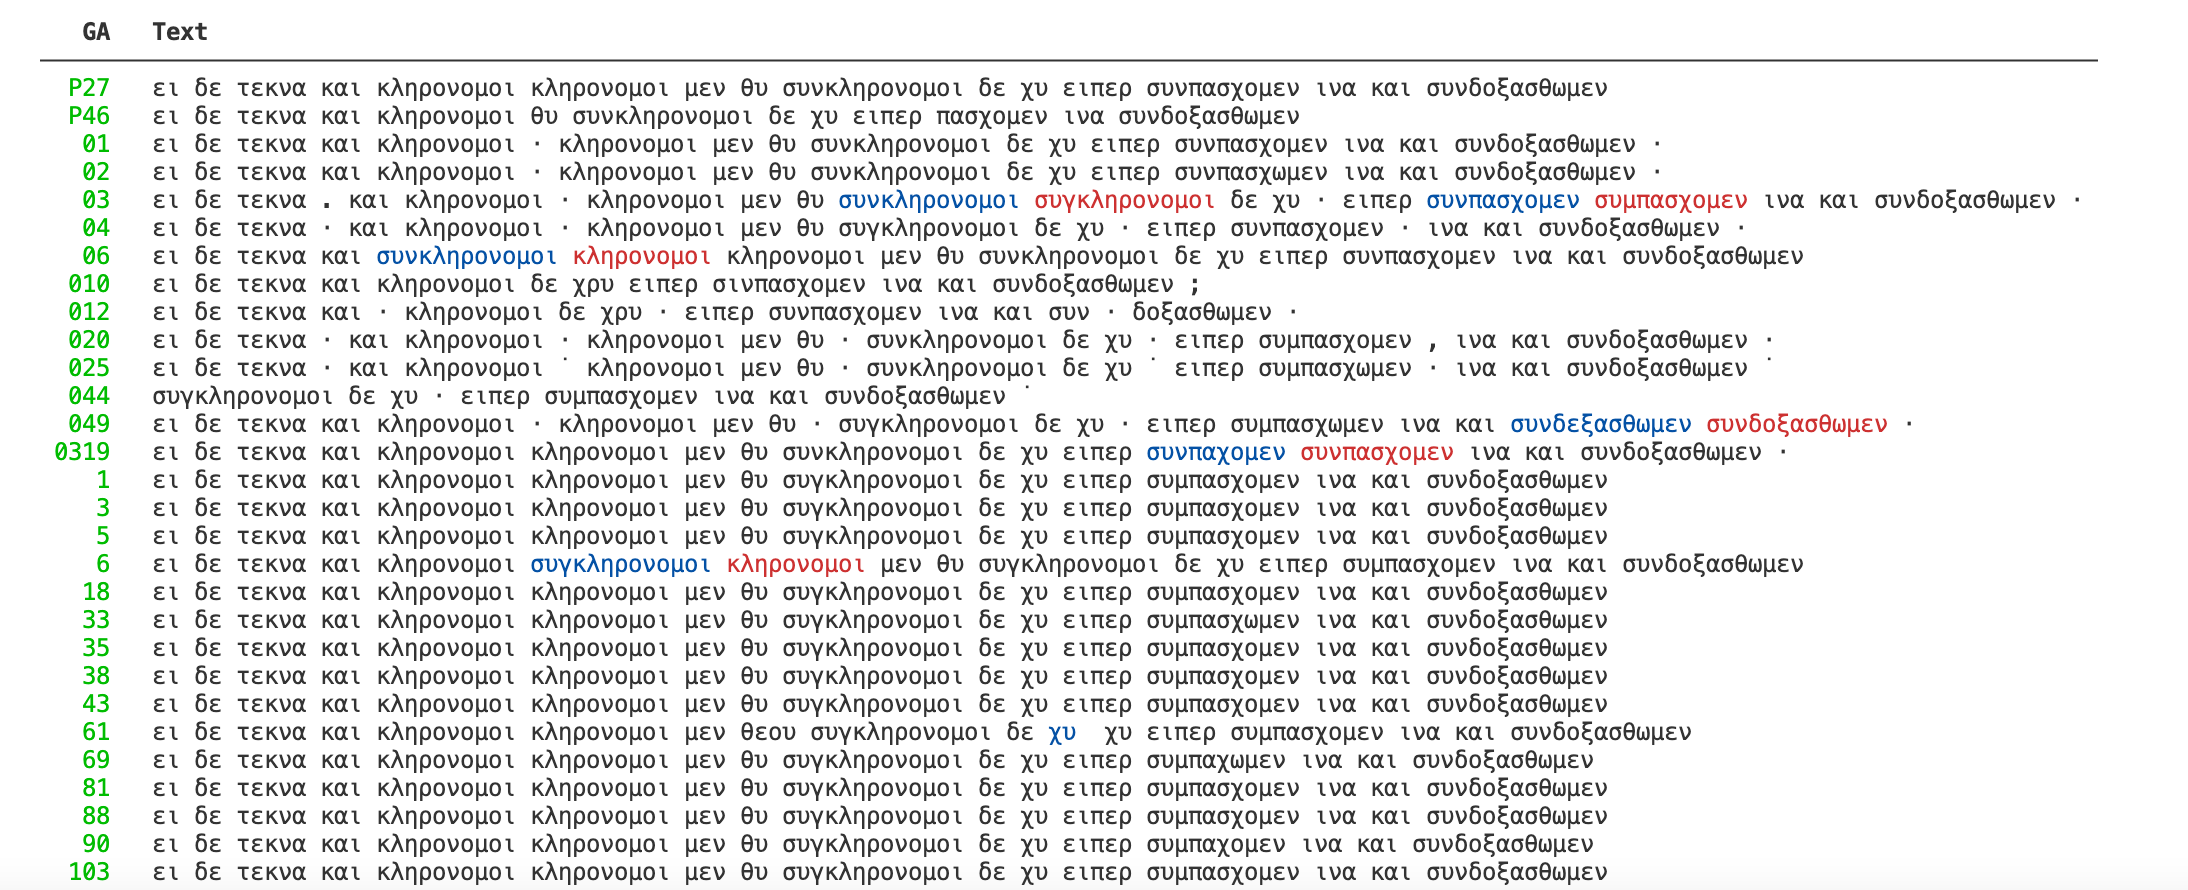 GA Text
P27 ει δε τεκνα και κληρονομοι κληρονομοι μεν θυ συνκληρονομοι δε χυ ειπερ συνπασχομεν ινα και συνδοξασθωμεν
P46 ει δε τεκνα και κληρονομοι θυ συνκληρονομοι δε χυ ειπερ πασχομεν ινα συνδοξασθωμεν
01 ει δε τεκνα και κληρονομοι · κληρονομοι μεν θυ συνκληρονομοι δε χυ ειπερ συνπασχομεν ινα και συνδοξασθωμεν ·
02 ει δε τεκνα και κληρονομοι · κληρονομοι μεν θυ συνκληρονομοι δε χυ ειπερ συνπασχωμεν ινα και συνδοξασθωμεν ·
03 ει δε τεκνα . και κληρονομοι · κληρονομοι μεν θυ συνκληρονομοι συγκληρονομοι δε χυ · ειπερ συνπασχομεν συμπασχομεν ινα και συνδοξασθωμεν ·
04 ει δε τεκνα · και κληρονομοι · κληρονομοι μεν θυ συγκληρονομοι δε χυ · ειπερ συνπασχομεν · ινα και συνδοξασθωμεν ·
06 ει δε τεκνα και συνκληρονομοι κληρονομοι κληρονομοι μεν θυ συνκληρονομοι δε χυ ειπερ συνπασχομεν ινα και συνδοξασθωμεν
010 ει δε τεκνα και κληρονομοι δε χρυ ειπερ σινπασχομεν ινα και συνδοξασθωμεν ;
012 ει δε τεκνα και · κληρονομοι δε χρυ · ειπερ συνπασχομεν ινα και συν · δοξασθωμεν ·
020 ει δε τεκνα · και κληρονομοι · κληρονομοι μεν θυ · συνκληρονομοι δε χυ · ειπερ συμπασχομεν , ινα και συνδοξασθωμεν ·
025 ει δε τεκνα · και κληρονομοι ˙ κληρονομοι μεν θυ · συνκληρονομοι δε χυ ˙ ειπερ συμπασχωμεν · ινα και συνδοξασθωμεν ˙
044 συγκληρονομοι δε χυ · ειπερ συμπασχομεν ινα και συνδοξασθωμεν ˙
049 ει δε τεκνα και κληρονομοι · κληρονομοι μεν θυ · συγκληρονομοι δε χυ · ειπερ συμπασχωμεν ινα και συνδεξασθωμεν συνδοξασθωμεν ·
0319 ει δε τεκνα και κληρονομοι κληρονομοι μεν θυ συνκληρονομοι δε χυ ειπερ συνπαχομεν συνπασχομεν ινα και συνδοξασθωμεν ·
1 ει δε τεκνα και κληρονομοι κληρονομοι μεν θυ συγκληρονομοι δε χυ ειπερ συμπασχομεν ινα και συνδοξασθωμεν
3 ει δε τεκνα και κληρονομοι κληρονομοι μεν θυ συγκληρονομοι δε χυ ειπερ συμπασχομεν ινα και συνδοξασθωμεν
5 ει δε τεκνα και κληρονομοι κληρονομοι μεν θυ συγκληρονομοι δε χυ ειπερ συμπασχομεν ινα και συνδοξασθωμεν
6 ει δε τεκνα και κληρονομοι συγκληρονομοι κληρονομοι μεν θυ συγκληρονομοι δε χυ ειπερ συμπασχομεν ινα και συνδοξασθωμεν
18 ει δε τεκνα και κληρονομοι κληρονομοι μεν θυ συγκληρονομοι δε χυ ειπερ συμπασχομεν ινα και συνδοξασθωμεν
33 ει δε τεκνα και κληρονομοι κληρονομοι μεν θυ συγκληρονομοι δε χυ ειπερ συμπασχωμεν ινα και συνδοξασθωμεν
35 ει δε τεκνα και κληρονομοι κληρονομοι μεν θυ συγκληρονομοι δε χυ ειπερ συμπασχομεν ινα και συνδοξασθωμεν
38 ει δε τεκνα και κληρονομοι κληρονομοι μεν θυ συγκληρονομοι δε χυ ειπερ συμπασχομεν ινα και συνδοξασθωμεν
43 ει δε τεκνα και κληρονομοι κληρονομοι μεν θυ συγκληρονομοι δε χυ ειπερ συμπασχομεν ινα και συνδοξασθωμεν
61 ει δε τεκνα και κληρονομοι κληρονομοι μεν θεου συγκληρονομοι δε χυ χυ ειπερ συμπασχομεν ινα και συνδοξασθωμεν
69 ει δε τεκνα και κληρονομοι κληρονομοι μεν θυ συγκληρονομοι δε χυ ειπερ συμπαχωμεν ινα και συνδοξασθωμεν
81 ει δε τεκνα και κληρονομοι κληρονομοι μεν θυ συγκληρονομοι δε χυ ειπερ συμπασχομεν ινα και συνδοξασθωμεν
88 ει δε τεκνα και κληρονομοι κληρονομοι μεν θυ συγκληρονομοι δε χυ ειπερ συμπασχομεν ινα και συνδοξασθωμεν
90 ει δε τεκνα και κληρονομοι κληρονομοι μεν θυ συγκληρονομοι δε χυ ειπερ συμπαχομεν ινα και συνδοξασθωμεν
103 ει δε τεκνα και κληρονομοι κληρονομοι μεν θυ συγκληρονομοι δε χυ ειπερ συμπασχομεν ινα και συνδοξασθωμεν